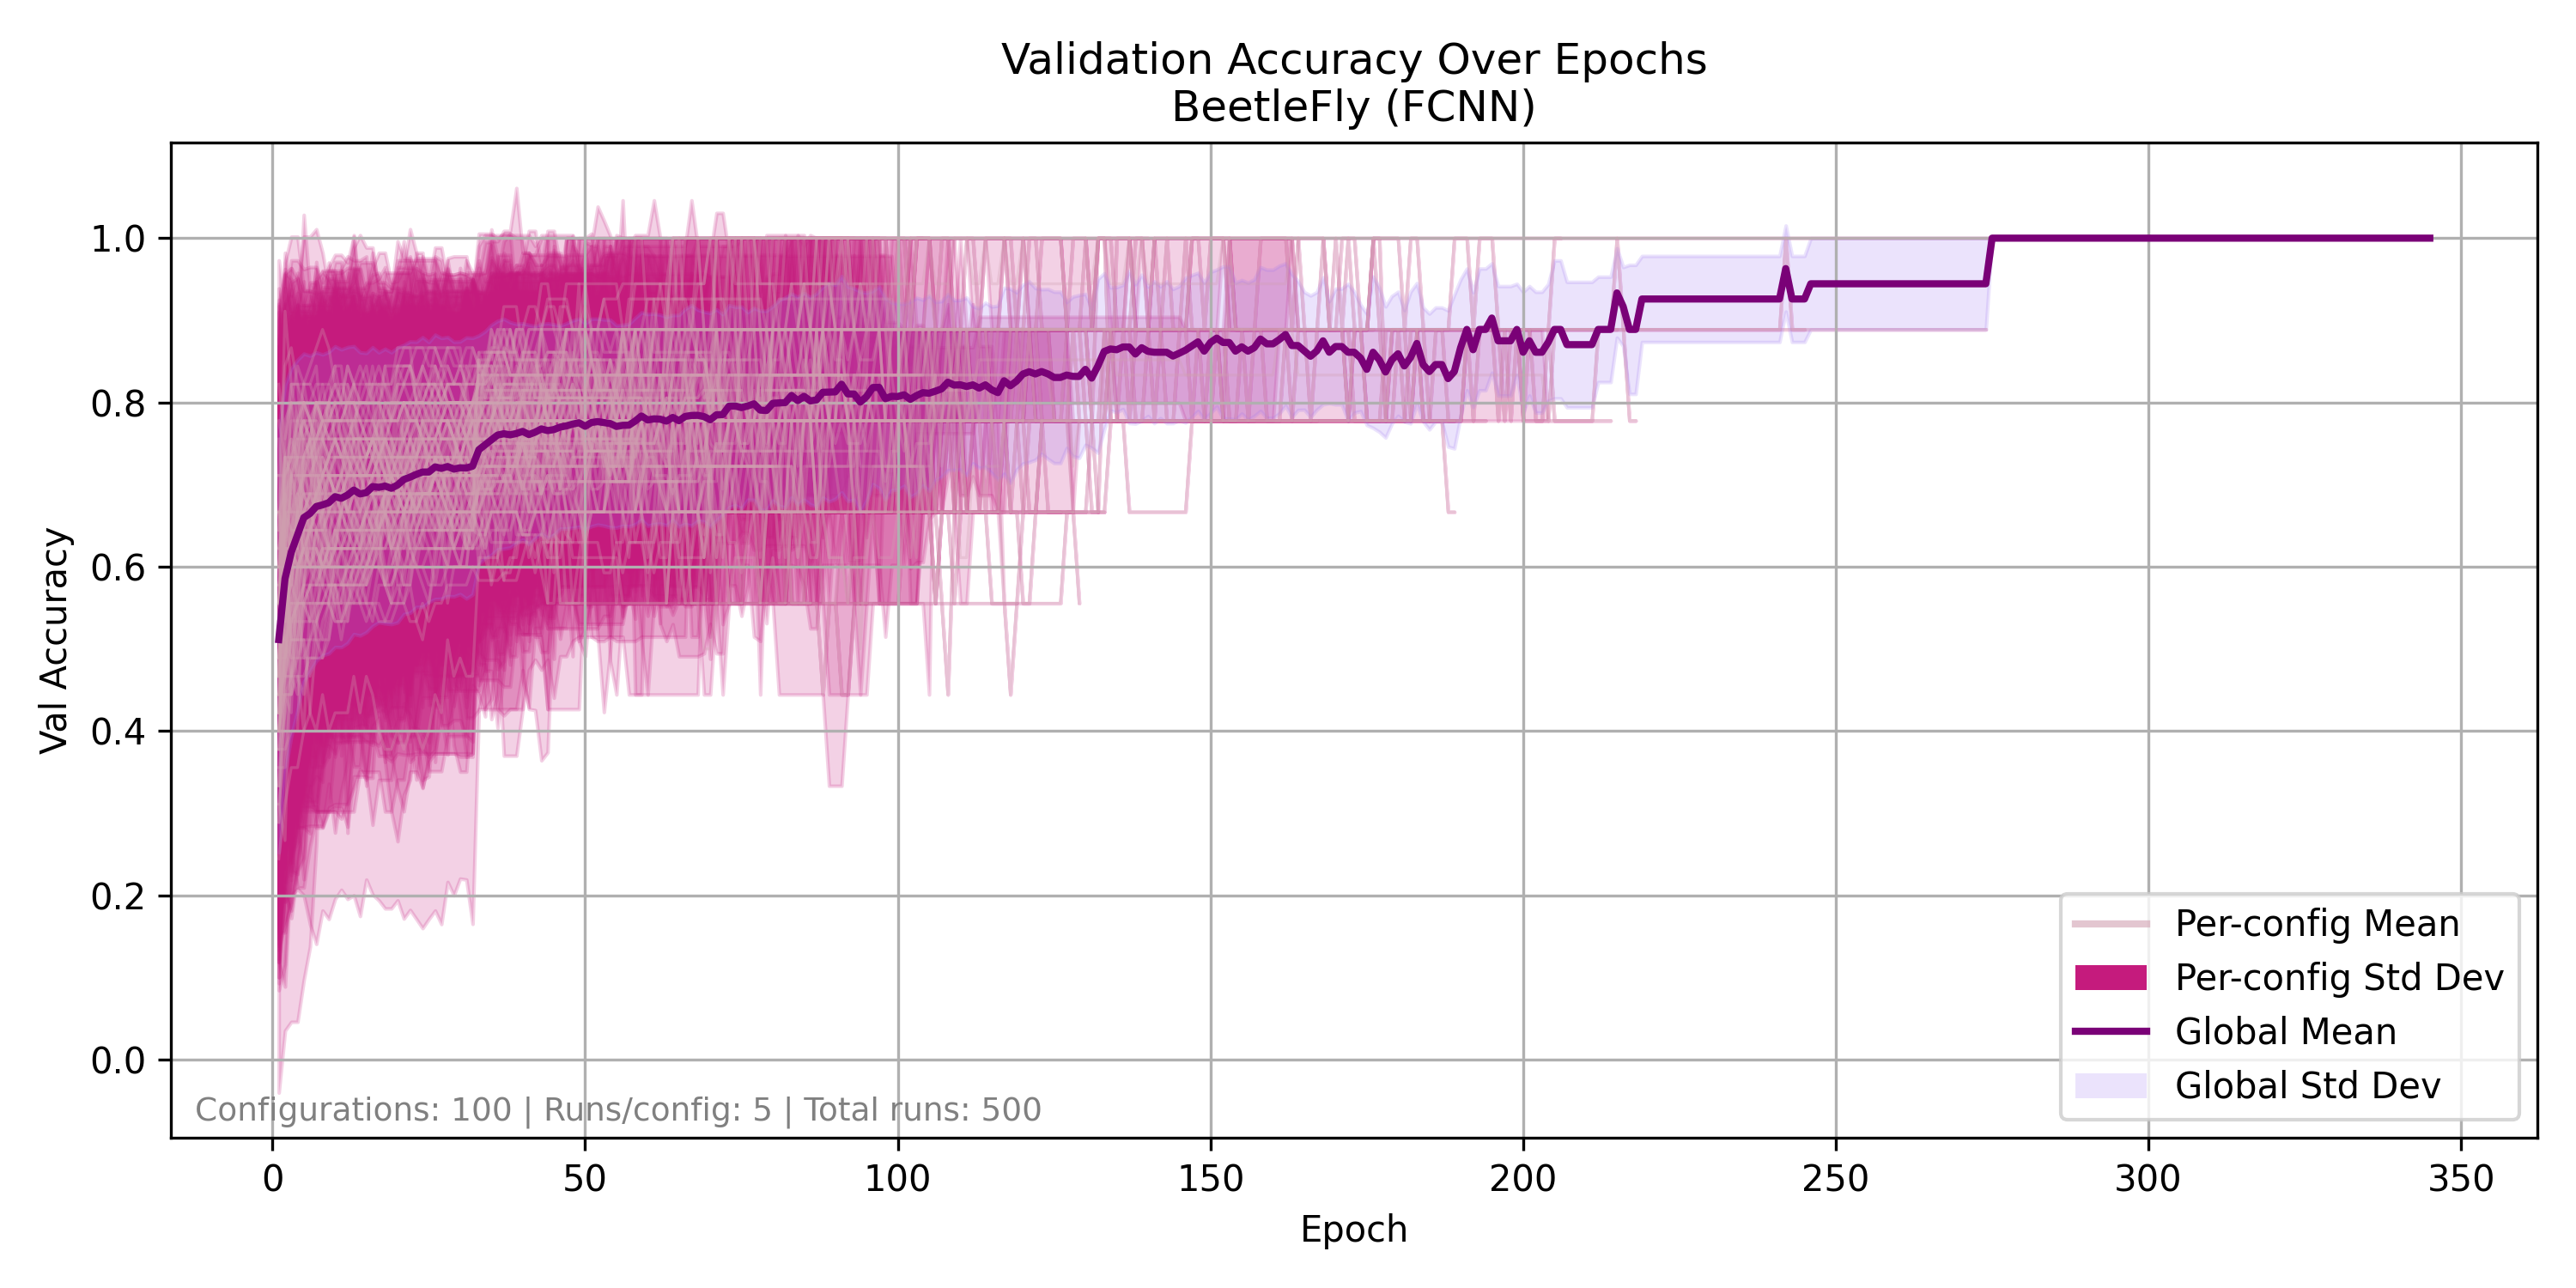 Validation Accuracy Over Epochs
BeetleFly (FCNN)
Val Accuracy
1.0
0.8
0.6
0.4
0.2
0.0
Configurations: 100 | Runs/config: 5 | Total runs: 500
Per-config Mean
Per-config Std Dev
Global Mean
Global Std Dev
0 50 100 150 200 250 300 350
Epoch